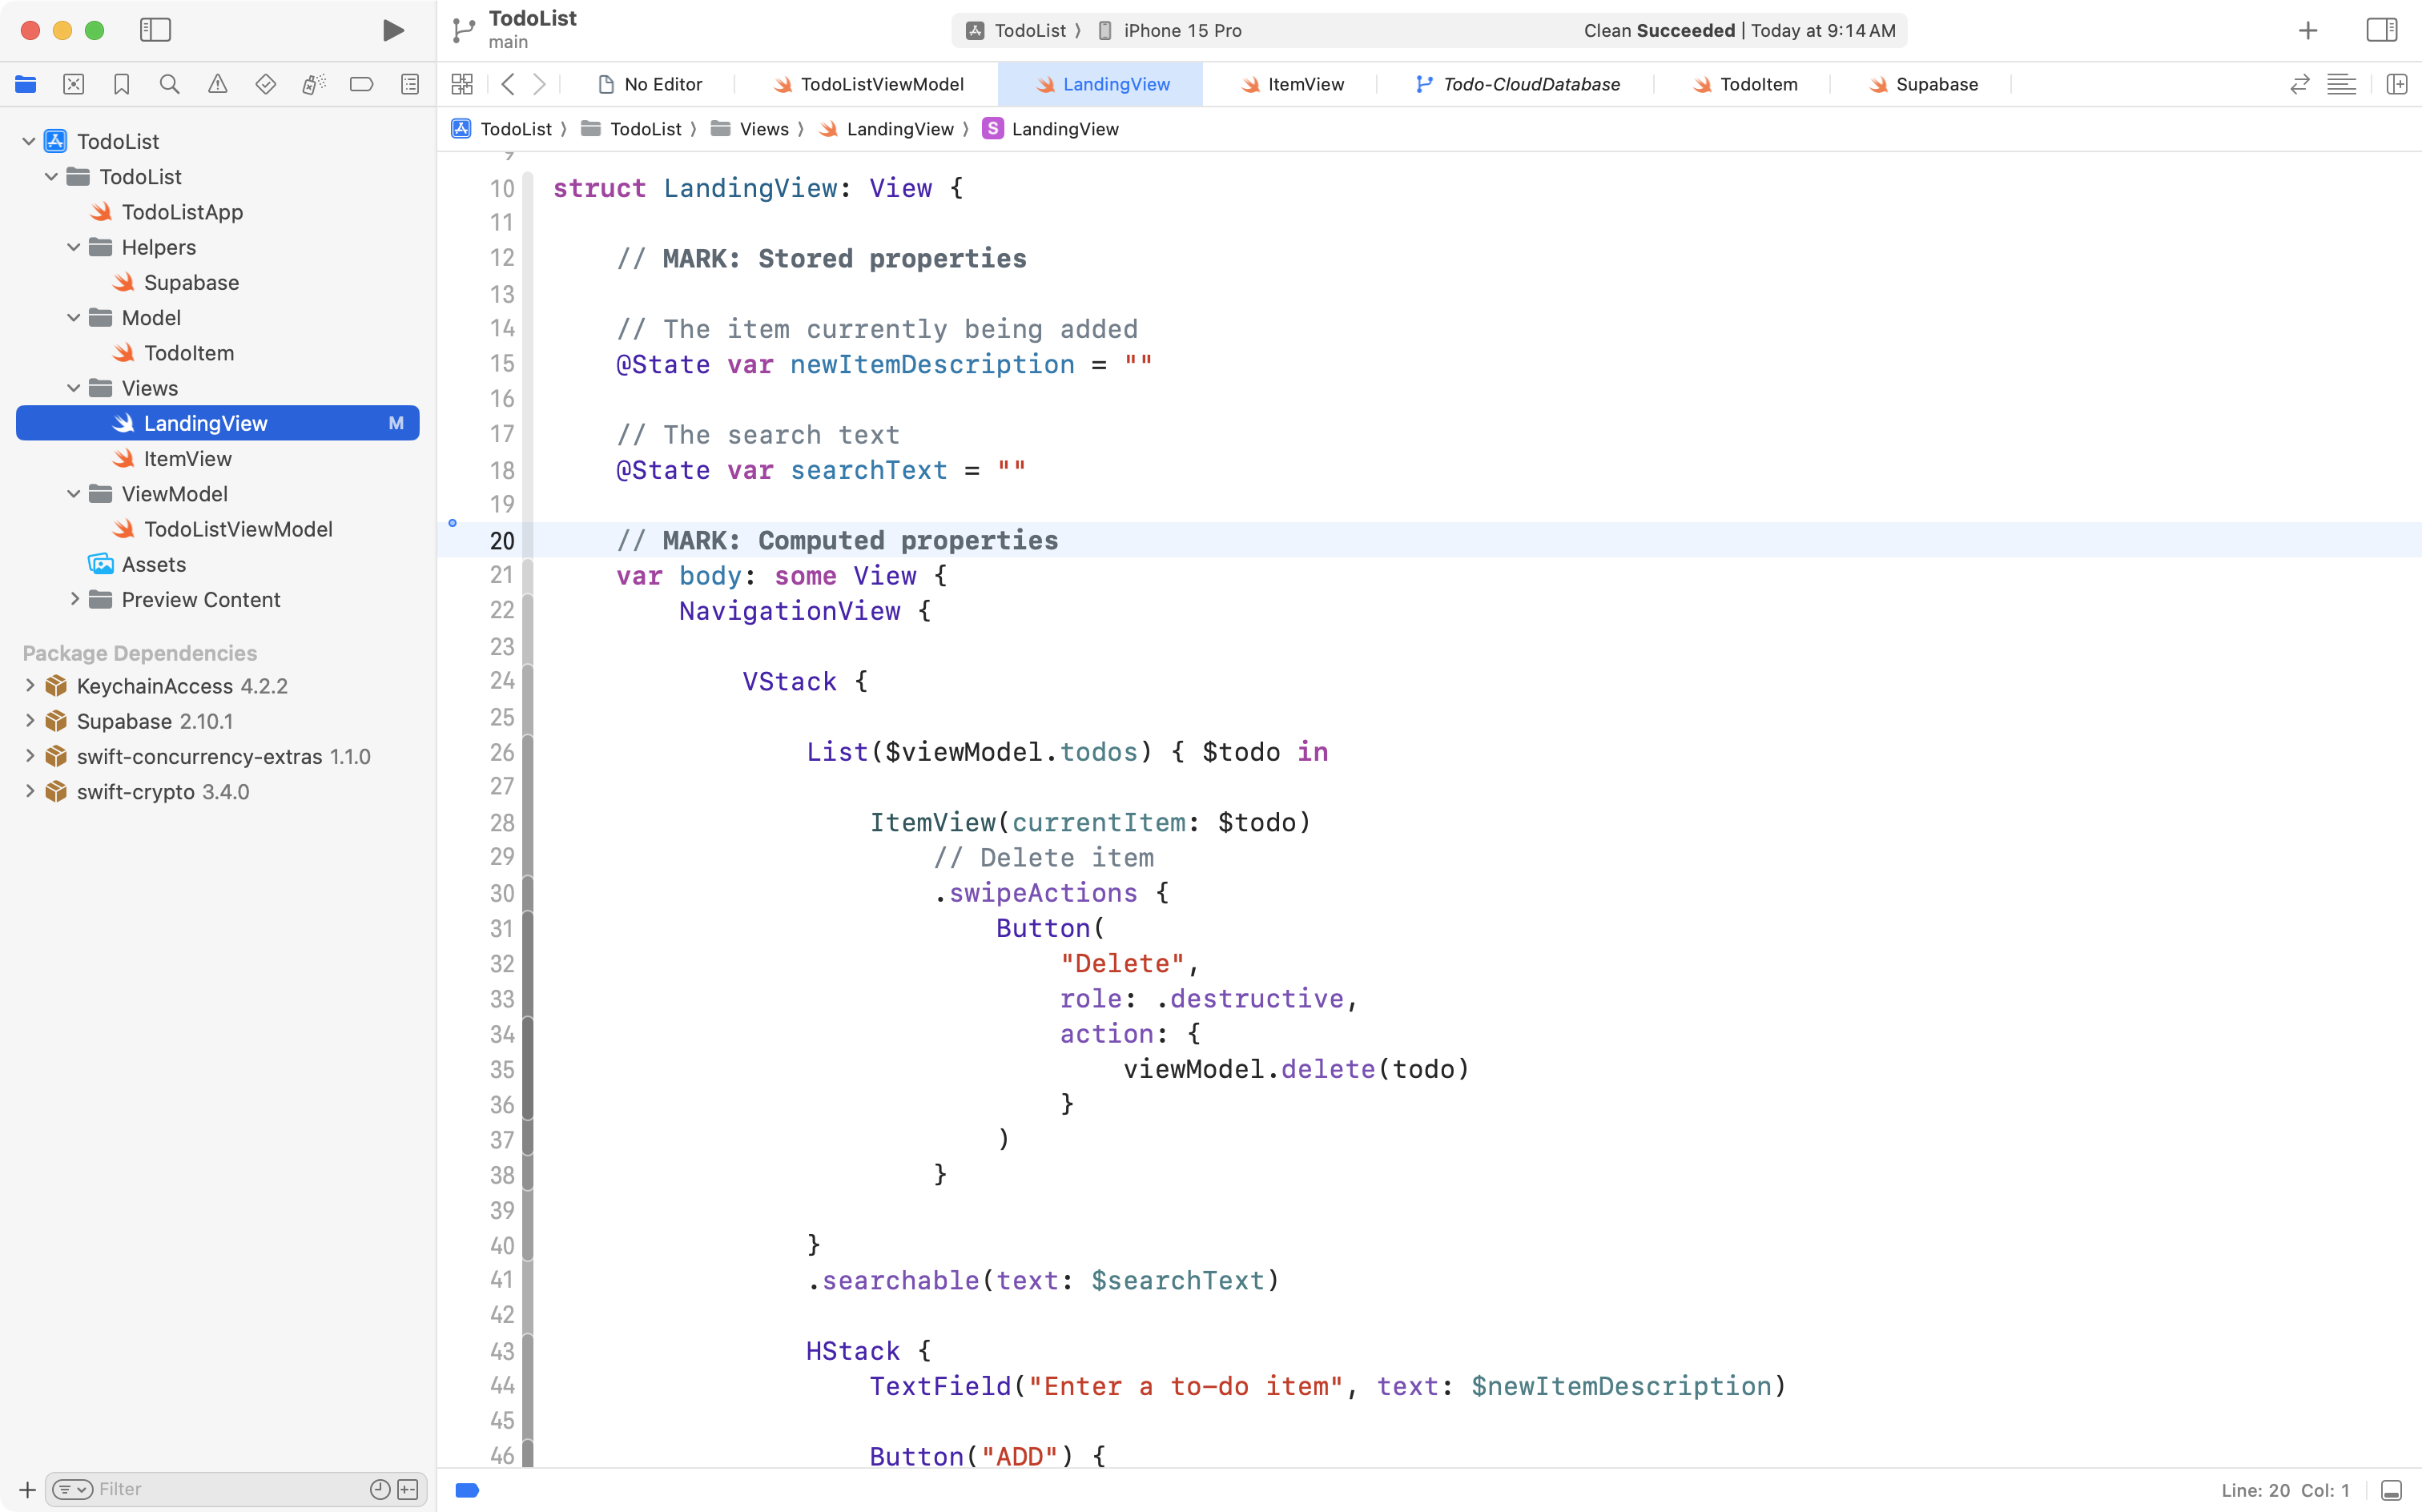 TodoList
main
TodoList
iPhone 15 Pro
Clean Succeeded | Today at 9:14 AM
No Editor
TodoListViewModel
LandingView
ItemView
Todo-CloudDatabase
TodoItem
Supabase
TodoList
TodoList
Views
LandingView
S
LandingView
TodoList
TodoList
TodoListApp
Helpers
Supabase
Model
TodoItem
Views
LandingView M
ItemView
ViewModel
TodoListViewModel
Assets
Preview Content
Package Dependencies
KeychainAccess 4.2.2
Supabase 2.10.1
swift-concurrency-extras 1.1.0
swift-crypto 3.4.0
Filter
9
10 struct LandingView: View {
11
12 // MARK: Stored properties
13
14 // The item currently being added
15 @State var newItemDescription = ""
16
17 // The search text
18 @State var searchText = ""
19
20 // MARK: Computed properties
21 var body: some View {
22 NavigationView {
23
24 VStack {
25
26 List($viewModel.todos) { $todo in
27
28 ItemView(currentItem: $todo)
29 // Delete item
30 .swipeActions {
31 Button(
32 "Delete",
33 role: .destructive,
34 action: {
35 viewModel.delete(todo)
36 }
37 )
38 }
39
40 }
41 .searchable(text: $searchText)
42
43 HStack {
44 TextField("Enter a to-do item", text: $newItemDescription)
45
46 Button("ADD") {
Line: 20 Col: 1